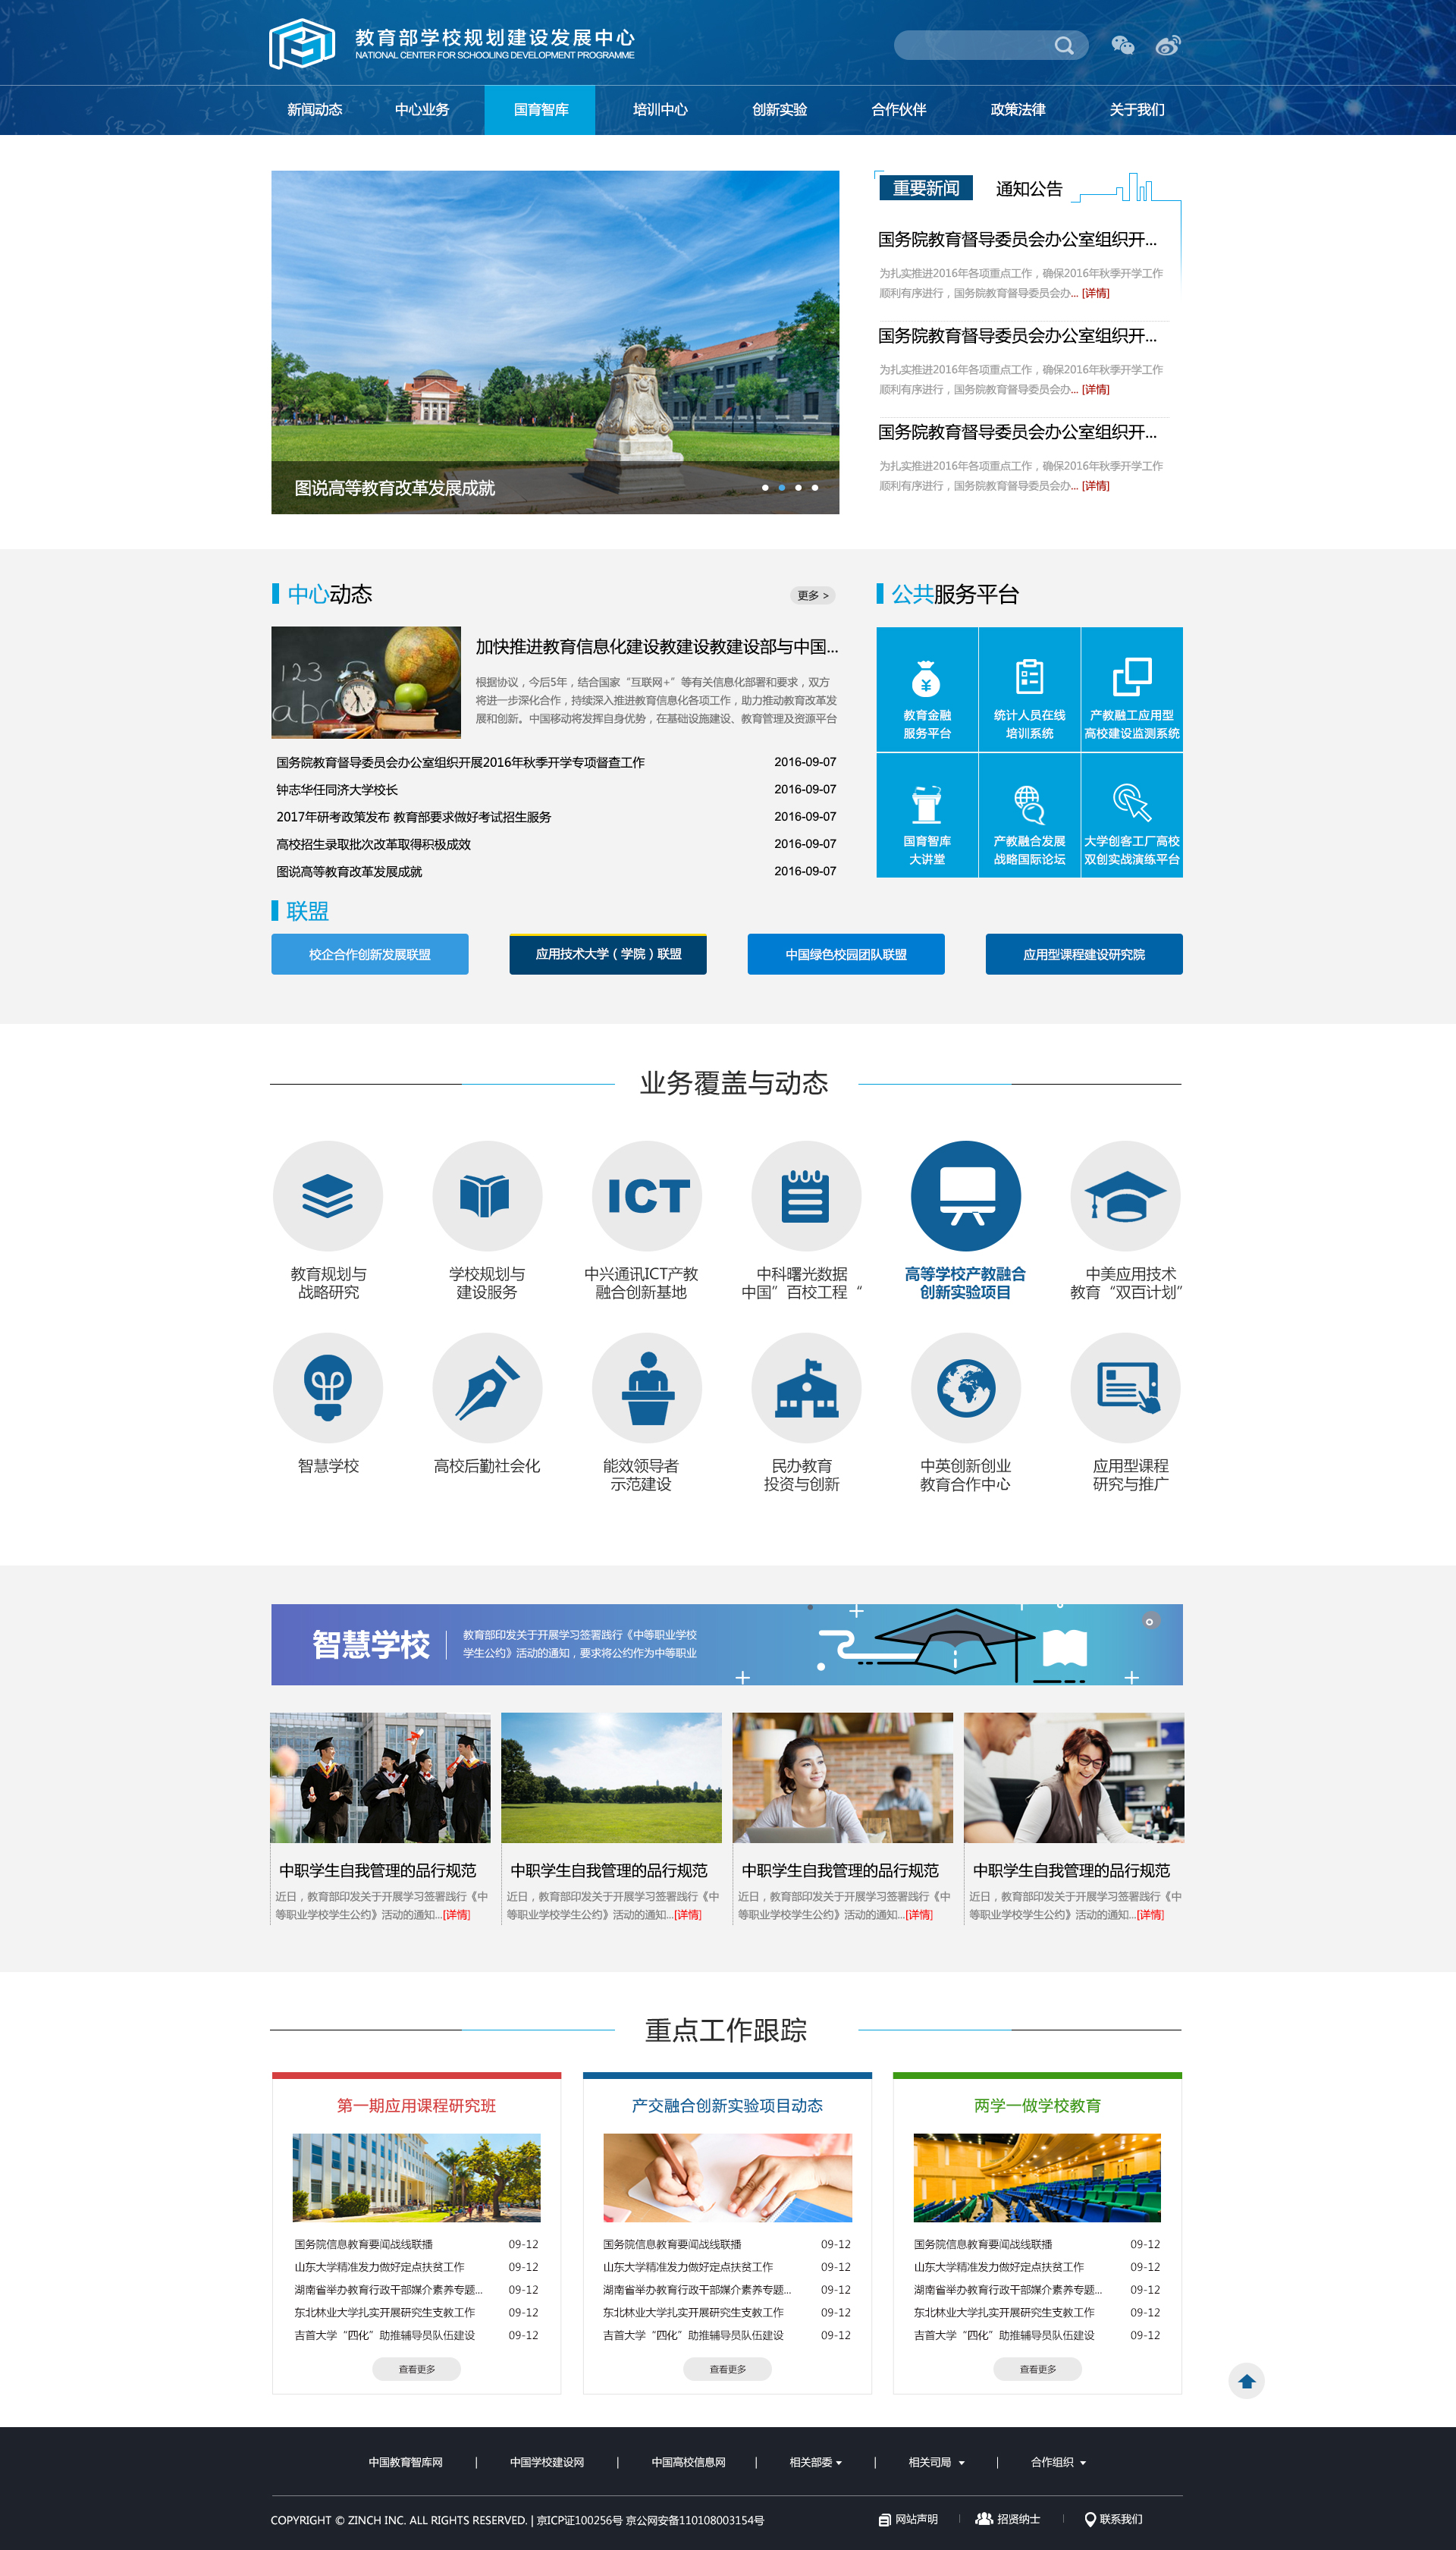 教育部学校规划建设发展中心
NATIONAL CENTER FOR SCHOOLING DEVELOPMENT PROGRAMME
新闻动态 中心业务 国育智库 培训中心 创新实验 合作伙伴 政策法律 关于我们
图说高等教育改革发展成就
重要新闻 通知公告
国务院教育督导委员会办公室组织开...
为扎实推进2016年各项重点工作，确保2016年秋季开学工作
顺利有序进行，国务院教育督导委员会办... [详情]
国务院教育督导委员会办公室组织开...
为扎实推进2016年各项重点工作，确保2016年秋季开学工作
顺利有序进行，国务院教育督导委员会办... [详情]
国务院教育督导委员会办公室组织开...
为扎实推进2016年各项重点工作，确保2016年秋季开学工作
顺利有序进行，国务院教育督导委员会办... [详情]
中心动态 更多 >
123
abc
加快推进教育信息化建设教建设教建设部与中国...
根据协议，今后5年，结合国家“互联网+”等有关信息化部署和要求，双方
将进一步深化合作，持续深入推进教育信息化各项工作，助力推动教育改革发
展和创新。中国移动将发挥自身优势，在基础设施建设、教育管理及资源平台
国务院教育督导委员会办公室组织开展2016年秋季开学专项督查工作 2016-09-07
钟志华任同济大学校长 2016-09-07
2017年研考政策发布 教育部要求做好考试招生服务 2016-09-07
高校招生录取批次改革取得积极成效 2016-09-07
图说高等教育改革发展成就 2016-09-07
公共服务平台
教育金融
服务平台
统计人员在线
培训系统
产教融工应用型
高校建设监测系统
国育智库
大讲堂
产教融合发展
战略国际论坛
大学创客工厂高校
双创实战演练平台
联盟
校企合作创新发展联盟 应用技术大学（学院）联盟 中国绿色校园团队联盟 应用型课程建设研究院
业务覆盖与动态
ICT
教育规划与
战略研究
学校规划与
建设服务
中兴通讯ICT产教
融合创新基地
中科曙光数据
中国”百校工程“
高等学校产教融合
创新实验项目
中美应用技术
教育“双百计划”
智慧学校
高校后勤社会化
能效领导者
示范建设
民办教育
投资与创新
中英创新创业
教育合作中心
应用型课程
研究与推广
智慧学校
教育部印发关于开展学习签署践行《中等职业学校
学生公约》活动的通知，要求将公约作为中等职业
中职学生自我管理的品行规范
近日，教育部印发关于开展学习签署践行《中
等职业学校学生公约》活动的通知...[详情]
中职学生自我管理的品行规范
近日，教育部印发关于开展学习签署践行《中
等职业学校学生公约》活动的通知...[详情]
中职学生自我管理的品行规范
近日，教育部印发关于开展学习签署践行《中
等职业学校学生公约》活动的通知...[详情]
中职学生自我管理的品行规范
近日，教育部印发关于开展学习签署践行《中
等职业学校学生公约》活动的通知...[详情]
重点工作跟踪
第一期应用课程研究班
国务院信息教育要闻战线联播 09-12
山东大学精准发力做好定点扶贫工作 09-12
湖南省举办教育行政干部媒介素养专题... 09-12
东北林业大学扎实开展研究生支教工作 09-12
吉首大学“四化”助推辅导员队伍建设 09-12
查看更多
产交融合创新实验项目动态
国务院信息教育要闻战线联播 09-12
山东大学精准发力做好定点扶贫工作 09-12
湖南省举办教育行政干部媒介素养专题... 09-12
东北林业大学扎实开展研究生支教工作 09-12
吉首大学“四化”助推辅导员队伍建设 09-12
查看更多
两学一做学校教育
国务院信息教育要闻战线联播 09-12
山东大学精准发力做好定点扶贫工作 09-12
湖南省举办教育行政干部媒介素养专题... 09-12
东北林业大学扎实开展研究生支教工作 09-12
吉首大学“四化”助推辅导员队伍建设 09-12
查看更多
中国教育智库网 | 中国学校建设网 | 中国高校信息网 | 相关部委 | 相关司局 | 合作组织
COPYRIGHT © ZINCH INC. ALL RIGHTS RESERVED. | 京ICP证100256号 京公网安备110108003154号
网站声明 | 招贤纳士 | 联系我们